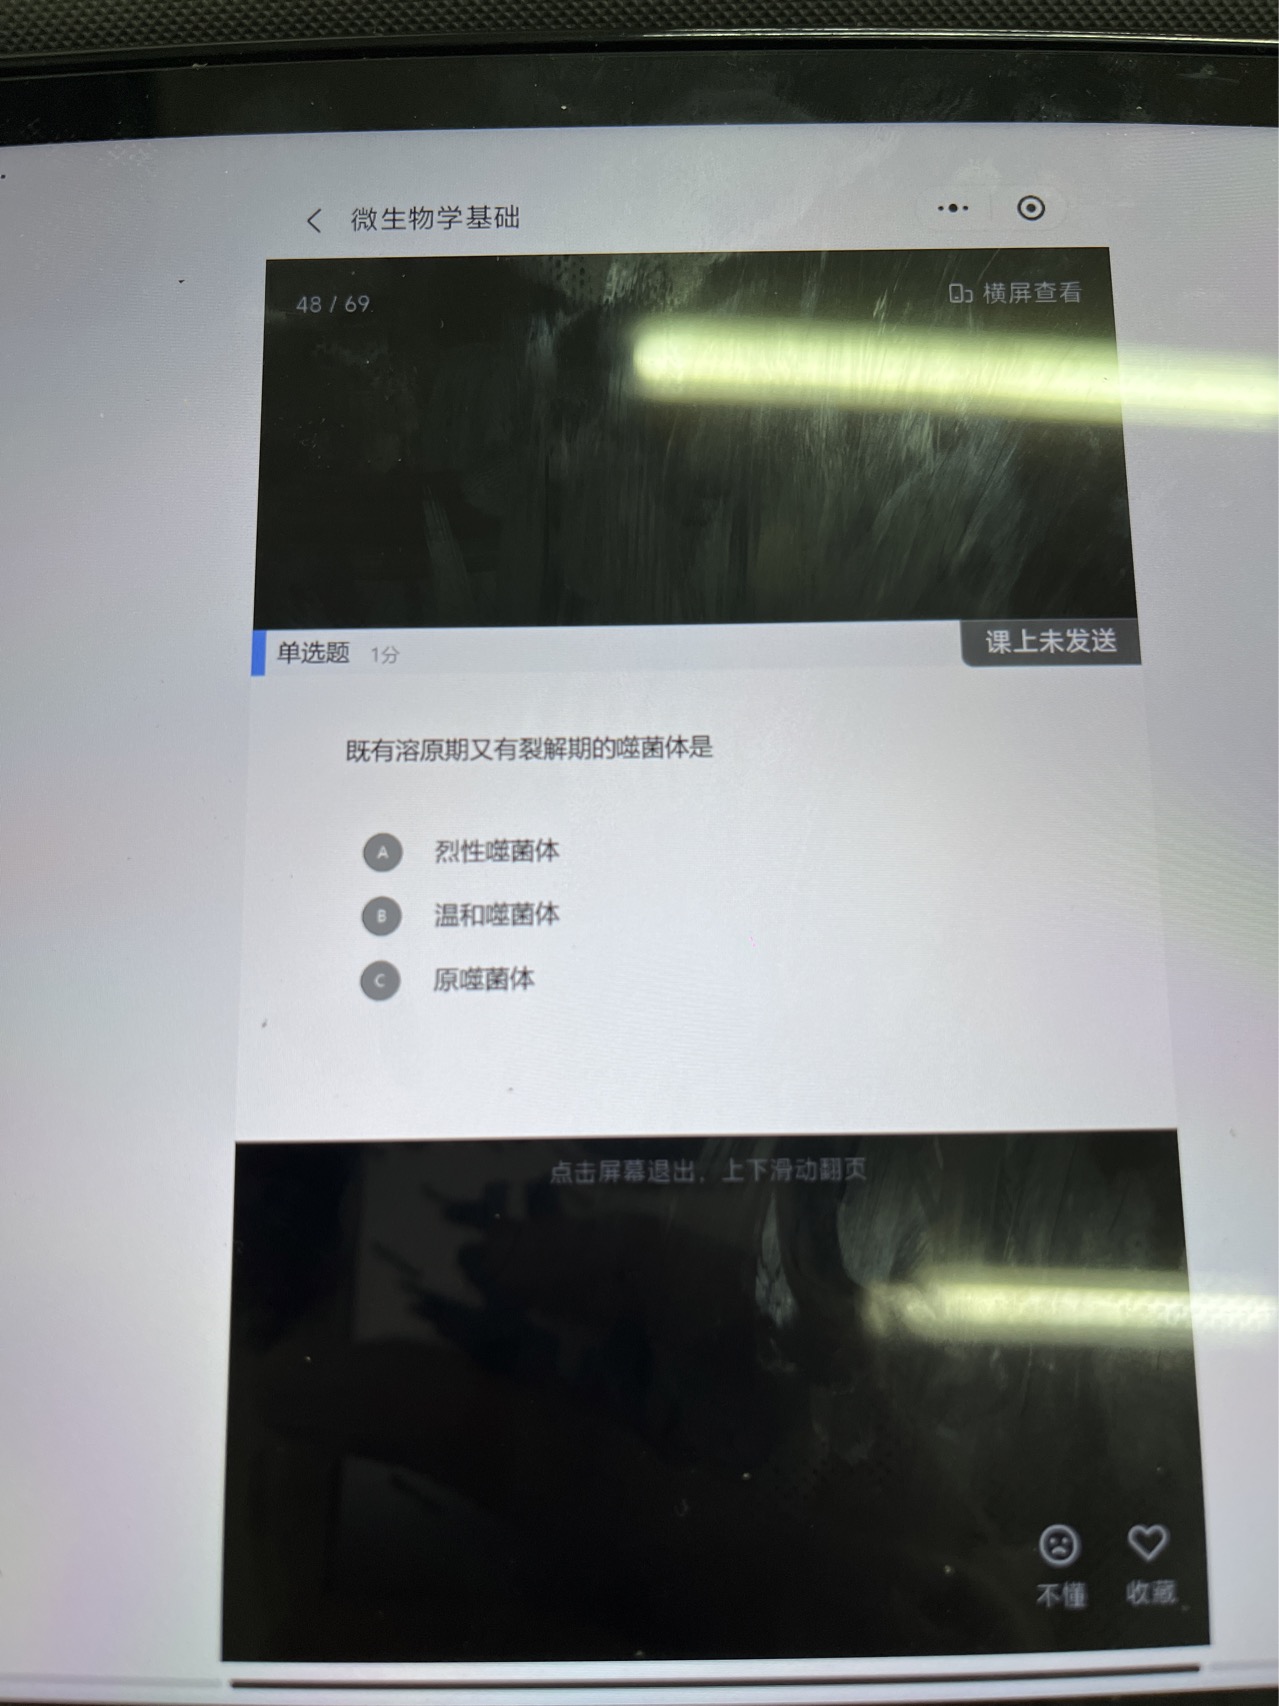 微生物学基础
48 / 69
横屏查看
单选题 1分
课上未发送
既有溶原期又有裂解期的噬菌体是
A 烈性噬菌体
B 温和噬菌体
C 原噬菌体
点击屏幕退出，上下滑动翻页
不懂
收藏